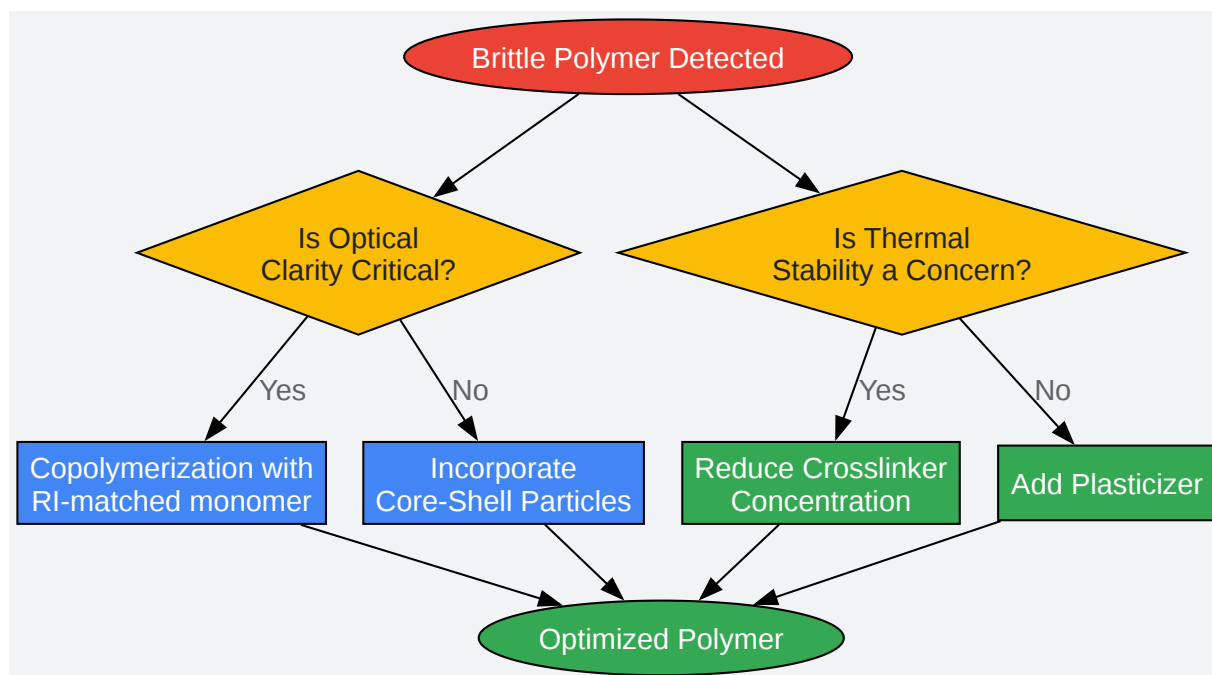 Brittle Polymer Detected
Is Optical
Clarity Critical?
Is Thermal
Stability a Concern?
Yes
No
Yes
No
Copolymerization with
RI-matched monomer
Incorporate
Core-Shell Particles
Reduce Crosslinker
Concentration
Add Plasticizer
Optimized Polymer